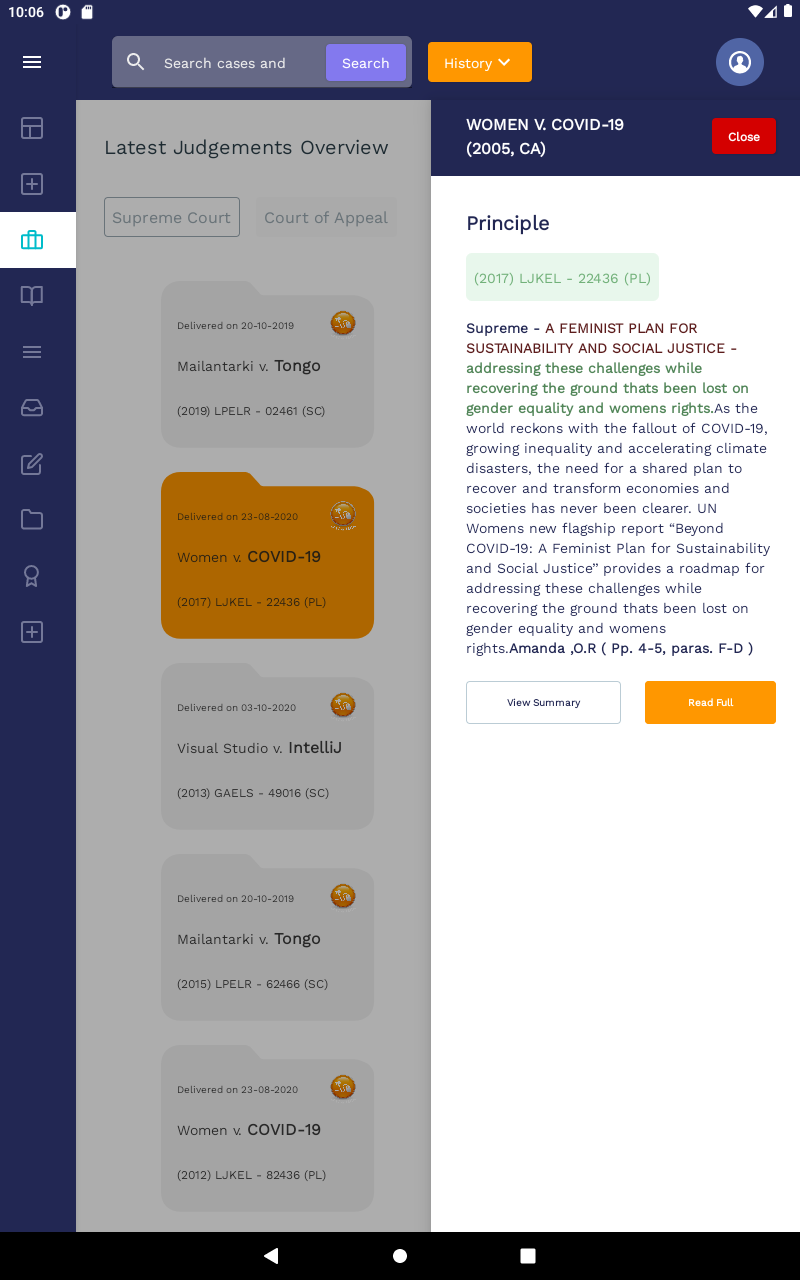 10:06
Search cases and
Search
History
Latest Judgements Overview
Supreme Court
Court of Appeal
Delivered on 20-10-2019
Mailantarki v. Tongo
(2019) LPELR - 02461 (SC)
Delivered on 23-08-2020
Women v. COVID-19
(2017) LJKEL - 22436 (PL)
Delivered on 03-10-2020
Visual Studio v. IntelliJ
(2013) GAELS - 49016 (SC)
Delivered on 20-10-2019
Mailantarki v. Tongo
(2015) LPELR - 62466 (SC)
Delivered on 23-08-2020
Women v. COVID-19
(2012) LJKEL - 82436 (PL)
WOMEN V. COVID-19
(2005, CA)
Close
Principle
(2017) LJKEL - 22436 (PL)
Supreme - A FEMINIST PLAN FOR
SUSTAINABILITY AND SOCIAL JUSTICE -
addressing these challenges while
recovering the ground thats been lost on
gender equality and womens rights.As the
world reckons with the fallout of COVID-19,
growing inequality and accelerating climate
disasters, the need for a shared plan to
recover and transform economies and
societies has never been clearer. UN
Womens new flagship report “Beyond
COVID-19: A Feminist Plan for Sustainability
and Social Justice” provides a roadmap for
addressing these challenges while
recovering the ground thats been lost on
gender equality and womens
rights.Amanda ,O.R ( Pp. 4-5, paras. F-D )
View Summary
Read Full